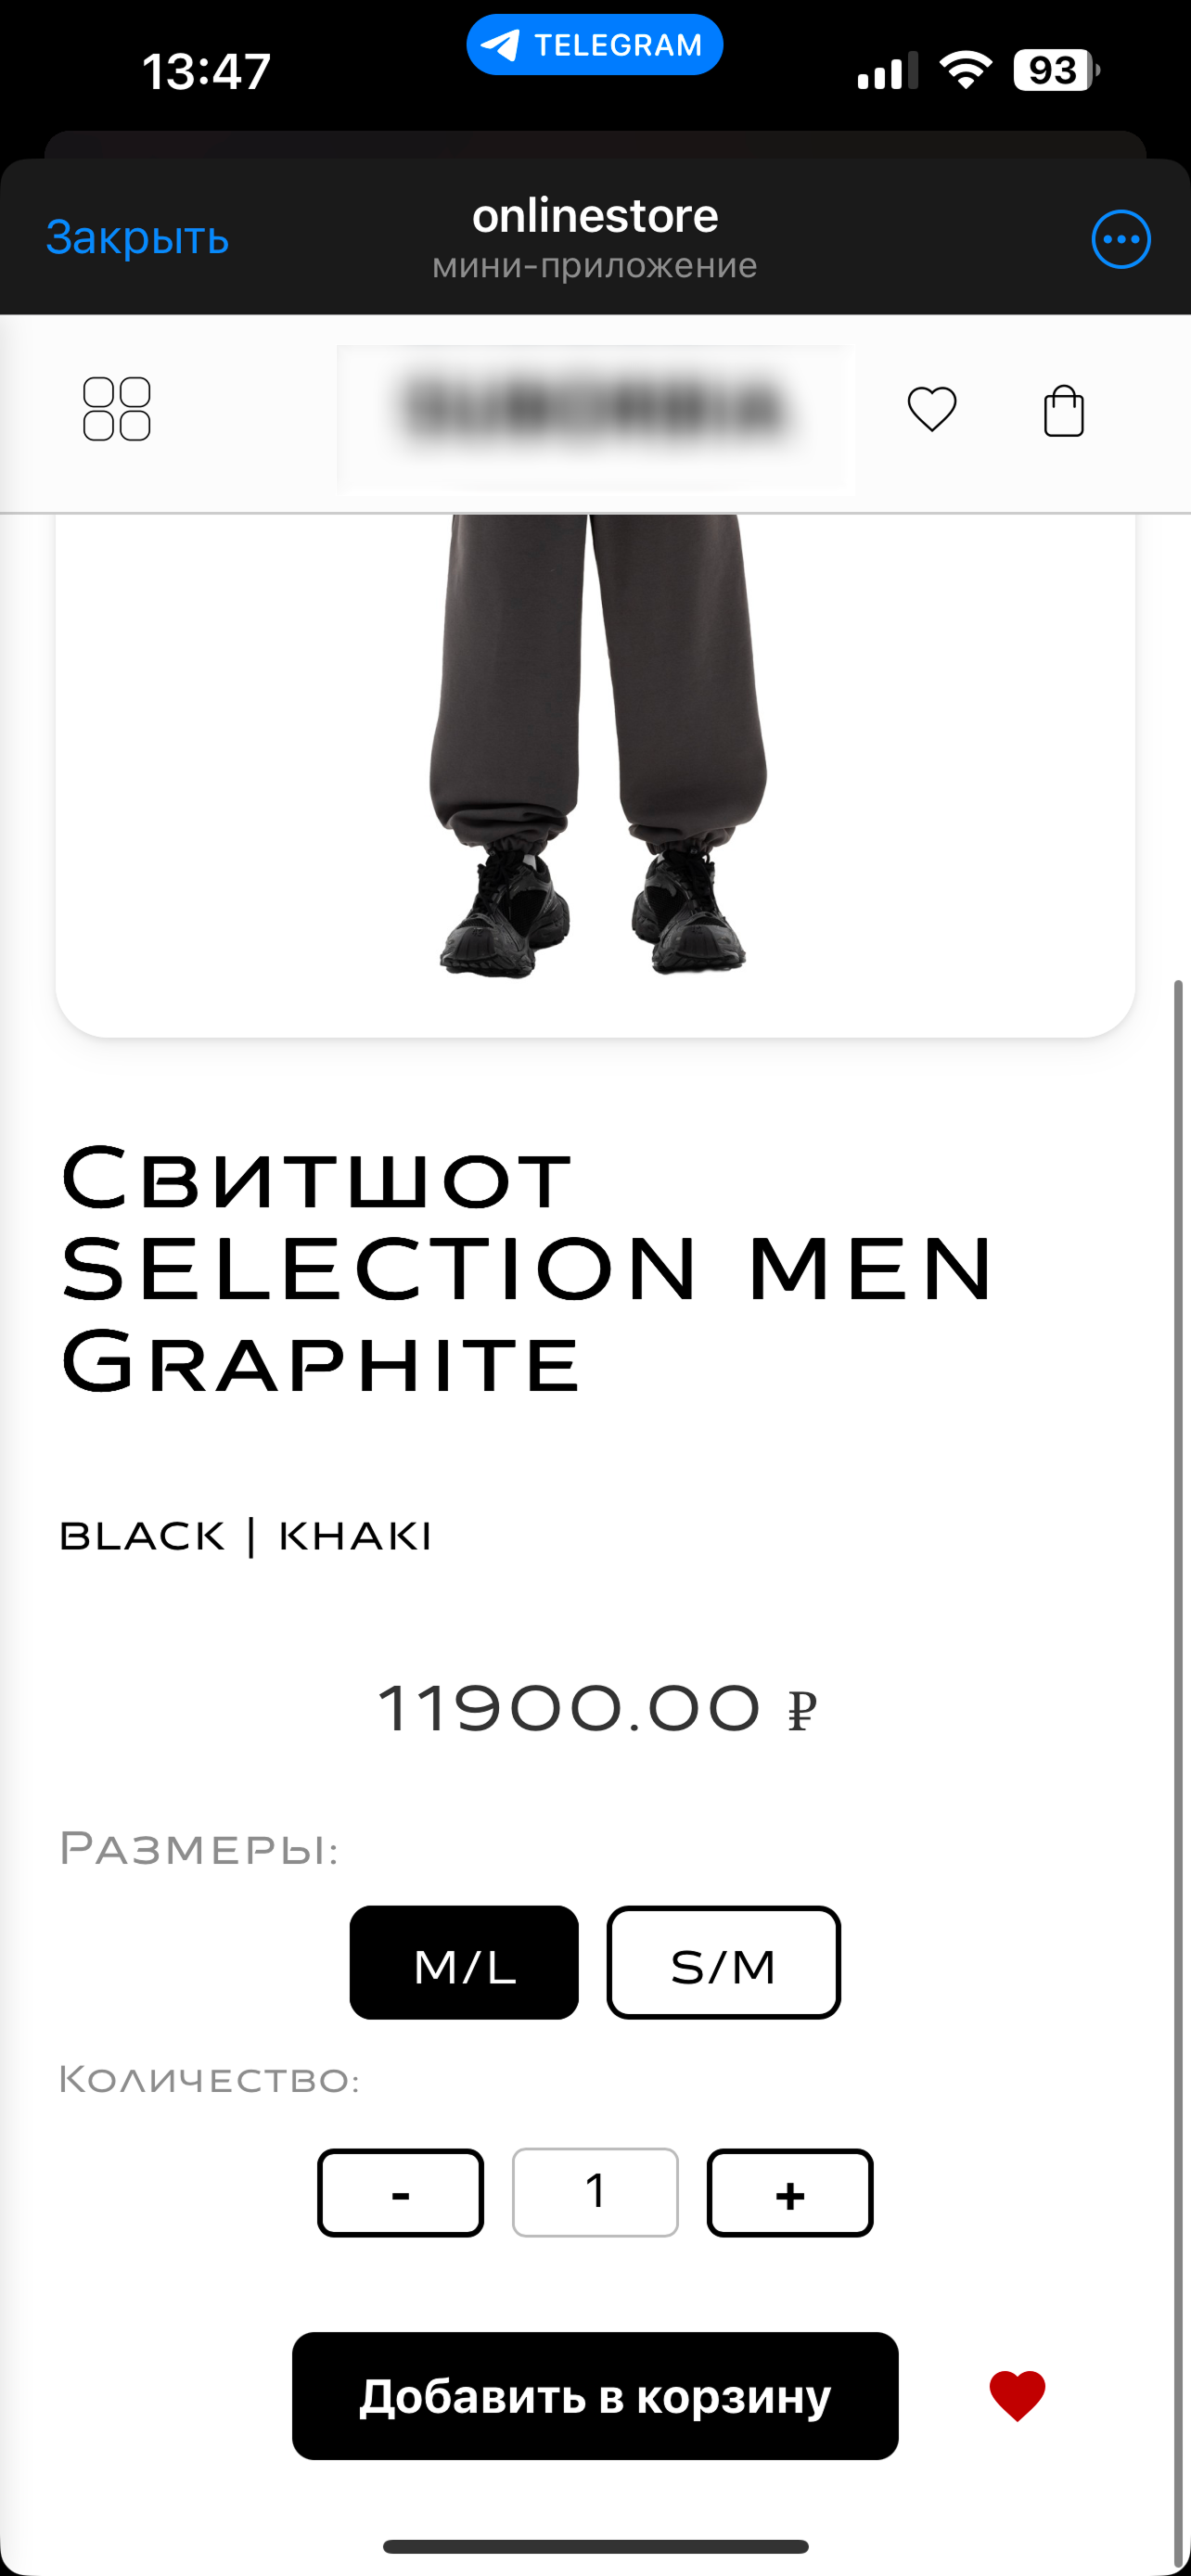 13:47
TELEGRAM
93
Закрыть
onlinestore
мини-приложение
Свитшот
SELECTION MEN
Graphite
BLACK | KHAKI
11900.00 ₽
Размеры:
M/L
S/M
Количество:
-
1
+
Добавить в корзину